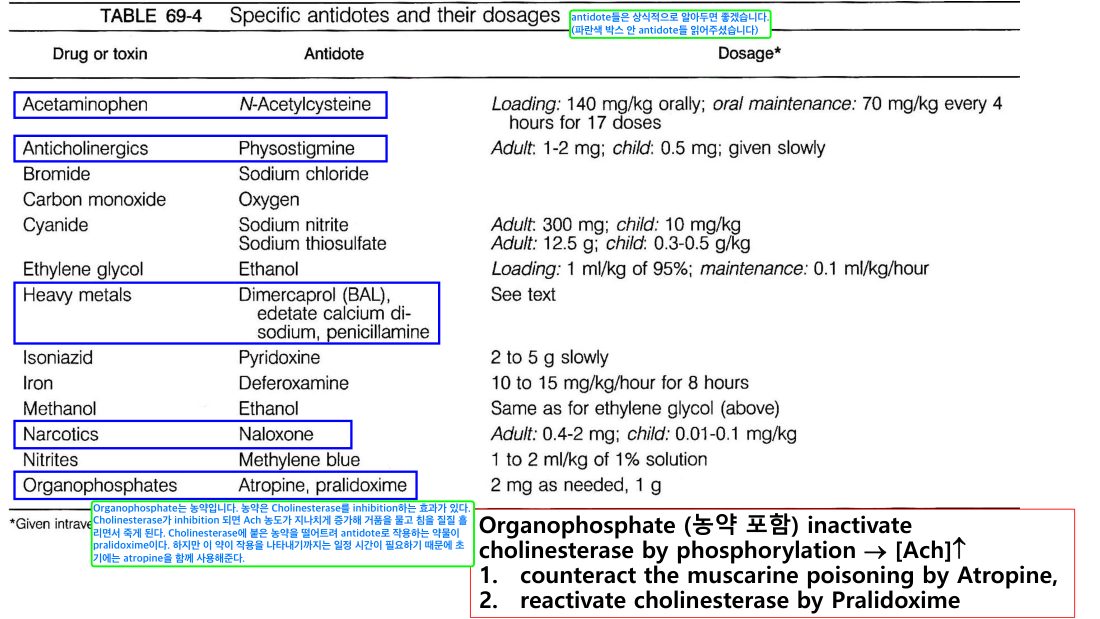 TABLE 69-4 Specific antidotes and their dosages
antidote들은 상식적으로 알아두면 좋겠습니다.
(파란색 박스 안 antidote들 읽어주셨습니다)
Drug or toxin Antidote Dosage*
Acetaminophen N-Acetylcysteine Loading: 140 mg/kg orally; oral maintenance: 70 mg/kg every 4
hours for 17 doses
Anticholinergics Physostigmine Adult: 1-2 mg; child: 0.5 mg; given slowly
Bromide Sodium chloride
Carbon monoxide Oxygen
Cyanide Sodium nitrite Adult: 300 mg; child: 10 mg/kg
Sodium thiosulfate Adult: 12.5 g; child: 0.3-0.5 g/kg
Ethylene glycol Ethanol Loading: 1 ml/kg of 95%; maintenance: 0.1 ml/kg/hour
Heavy metals Dimercaprol (BAL), See text
edetate calcium di-
sodium, penicillamine
Isoniazid Pyridoxine 2 to 5 g slowly
Iron Deferoxamine 10 to 15 mg/kg/hour for 8 hours
Methanol Ethanol Same as for ethylene glycol (above)
Narcotics Naloxone Adult: 0.4-2 mg; child: 0.01-0.1 mg/kg
Nitrites Methylene blue 1 to 2 ml/kg of 1% solution
Organophosphates Atropine, pralidoxime 2 mg as needed, 1 g
*Given
Organophosphate는 농약입니다. 농약은 Cholinesterase를 inhibition하는 효과가 있다.
Cholinesterase가 inhibition 되면 Ach 농도가 지나치게 증가해 거품을 물고 침을 질질 흘
리면서 죽게 된다. Cholinesterase에 붙은 농약을 떨어트려 antidote로 작용하는 약물이
pralidoxime이다. 하지만 이 약이 작용을 나타내기까지는 일정 시간이 필요하기 때문에 초
기에는 atropine을 함께 사용해준다.
Organophosphate (농약 포함) inactivate
cholinesterase by phosphorylation → [Ach]↑
1. counteract the muscarine poisoning by Atropine,
2. reactivate cholinesterase by Pralidoxime